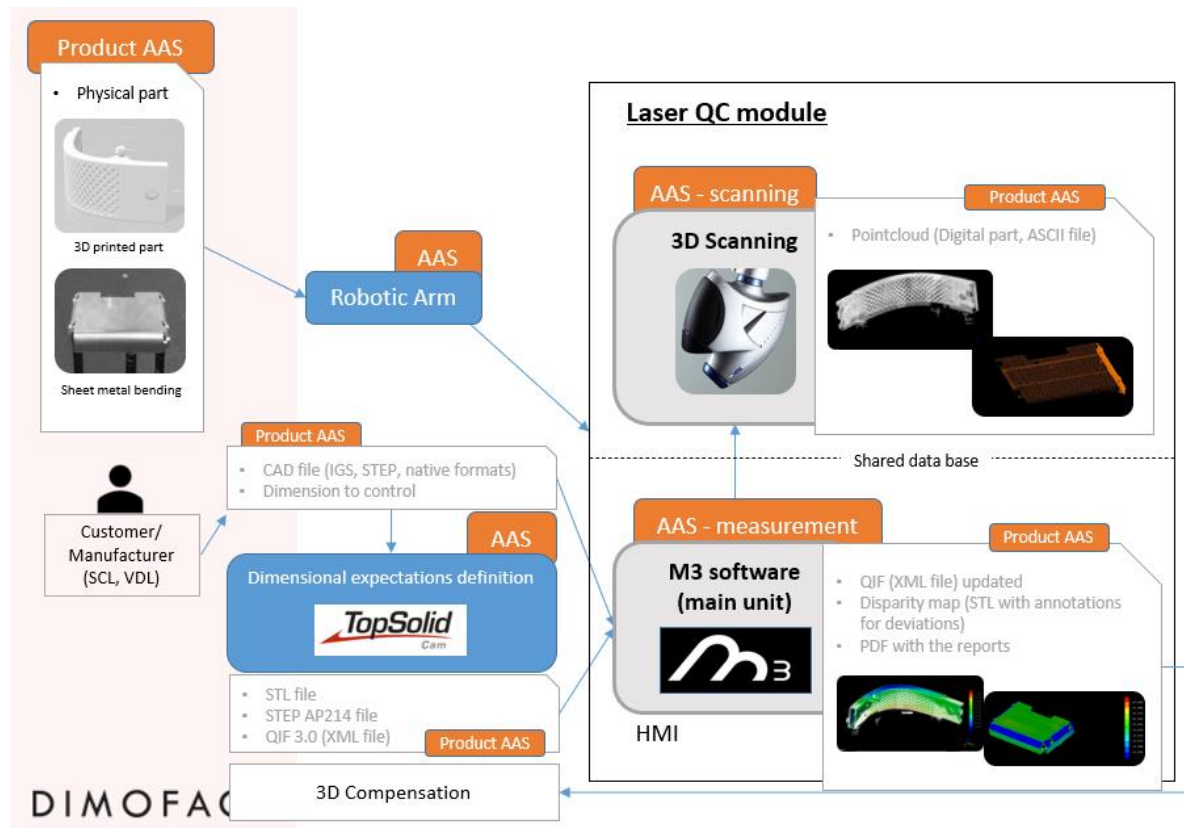 Product AAS
• Physical part
3D printed part
Sheet metal bending
AAS
Robotic Arm
Customer/
Manufacturer
(SCL, VDL)
Product AAS
• CAD file (IGS, STEP, native formats)
• Dimension to control
AAS
Dimensional expectations definition
TopSolid
Cam
• STL file
• STEP AP214 file
• QIF 3.0 (XML file)
Product AAS
3D Compensation
DIMOFAC
Laser QC module
AAS - scanning
3D Scanning
Product AAS
• Pointcloud (Digital part, ASCII file)
Shared data base
AAS - measurement
M3 software
(main unit)
m3
HMI
Product AAS
• QIF (XML file) updated
• Disparity map (STL with annotations
for deviations)
• PDF with the reports